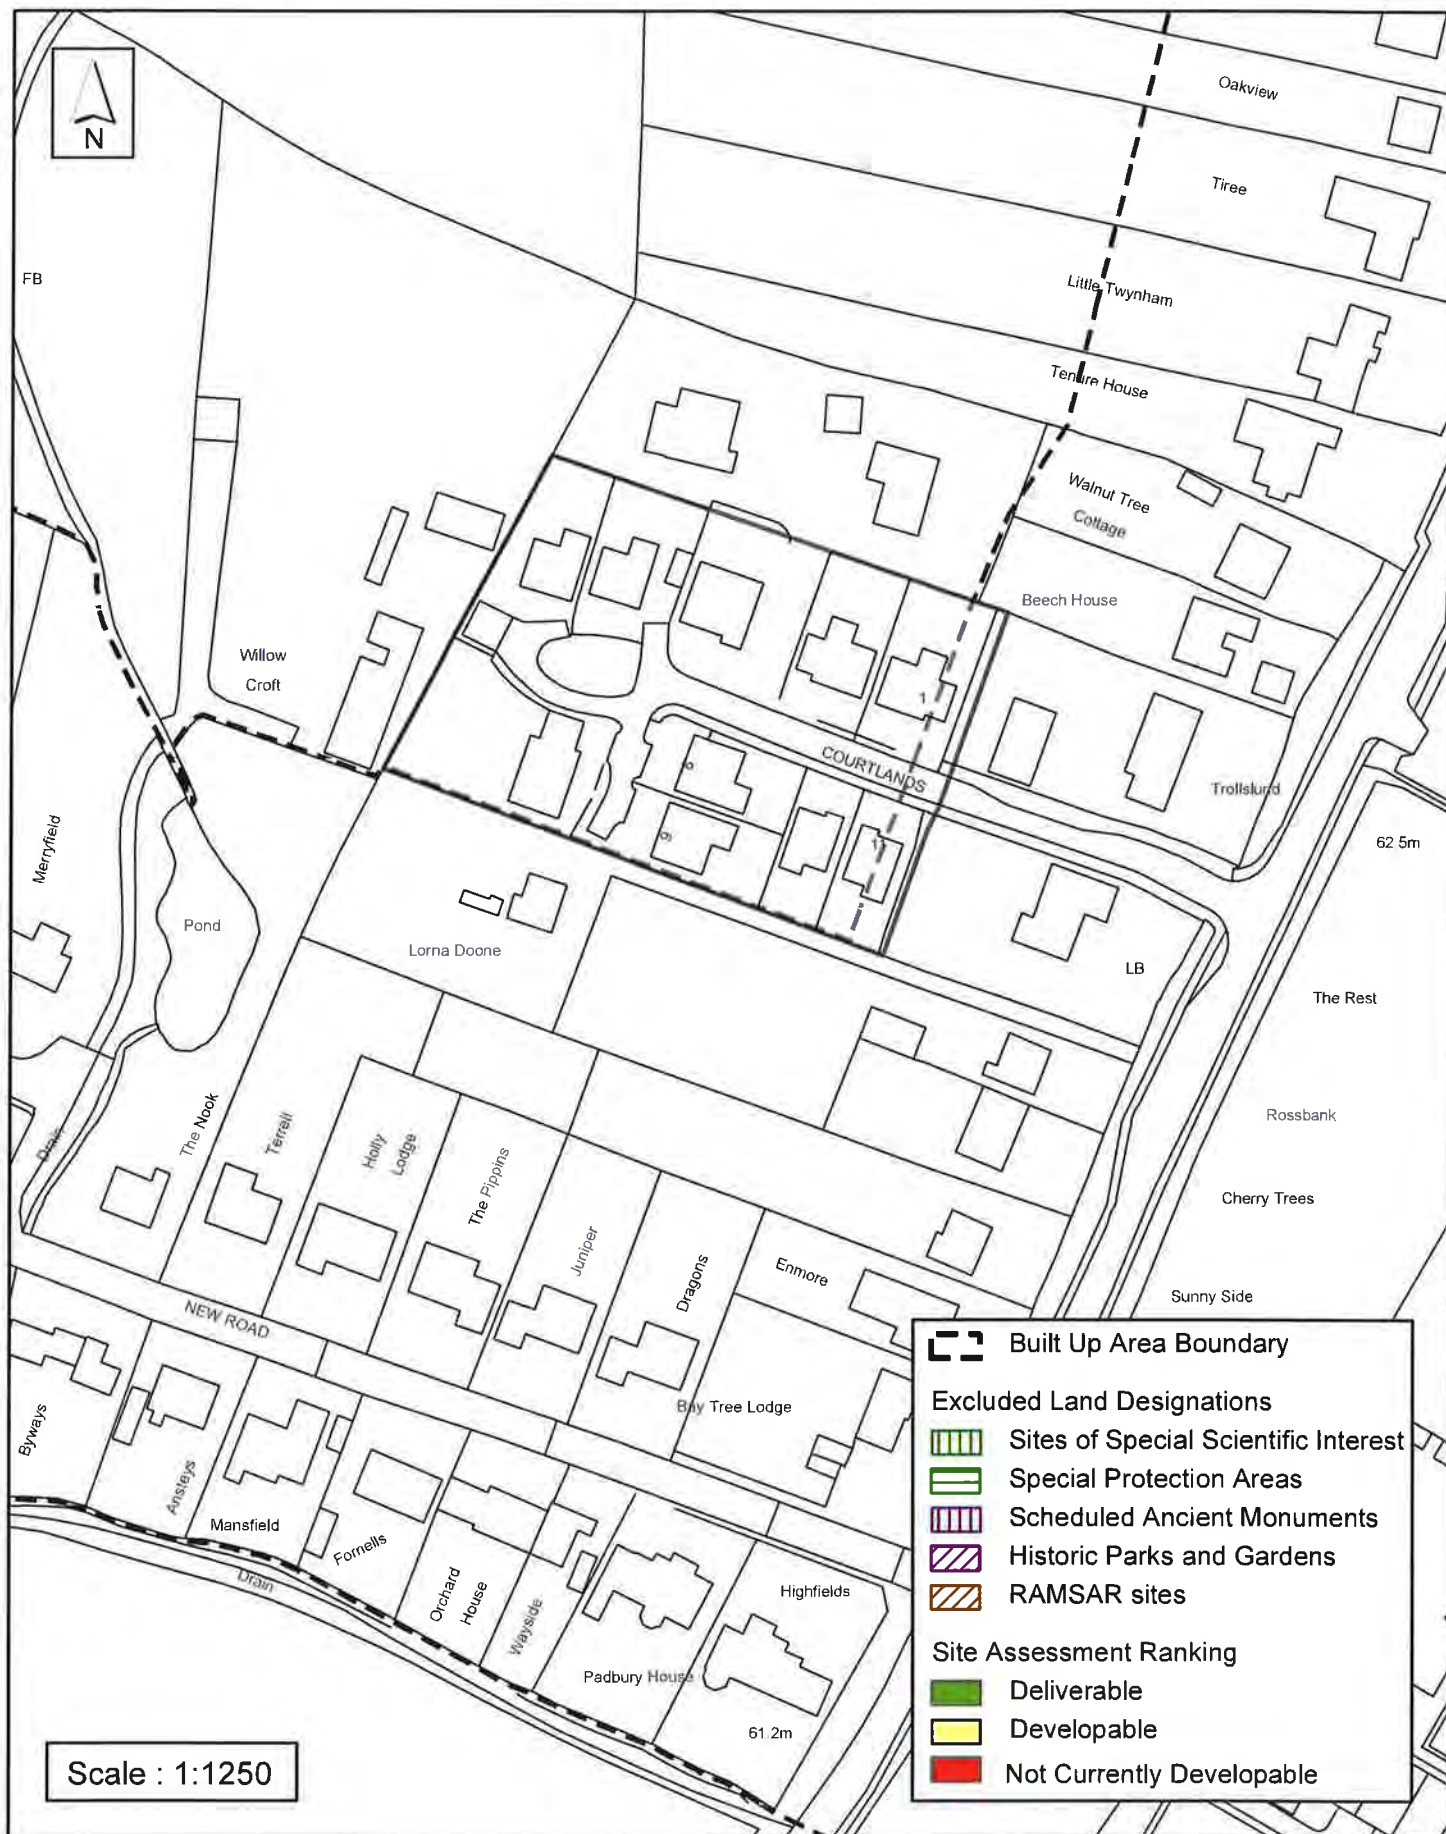 N
Oakview
Tiree
FB
Little Twynham
Tenure House
Walnut Tree
Cottage
Beech House
Willow
Croft
1
COURTLANDS
6
Trollslund
62 5m
Merryfield
9
11
Pond
Lorna Doone
LB
The Rest
Rossbank
Drain
The Nook
Terrell
Holly
Lodge
The Pippins
Cherry Trees
Juniper
Dragons
Enmore
Sunny Side
NEW ROAD
Bay Tree Lodge
Byways
Ansteys
Mansfield
Fornells
Drain
Orchard
House
Wayside
Highfields
Padbury House
61.2m
Scale : 1:1250
Built Up Area Boundary
Excluded Land Designations
Sites of Special Scientific Interest
Special Protection Areas
Scheduled Ancient Monuments
Historic Parks and Gardens
RAMSAR sites
Site Assessment Ranking
Deliverable
Developable
Not Currently Developable